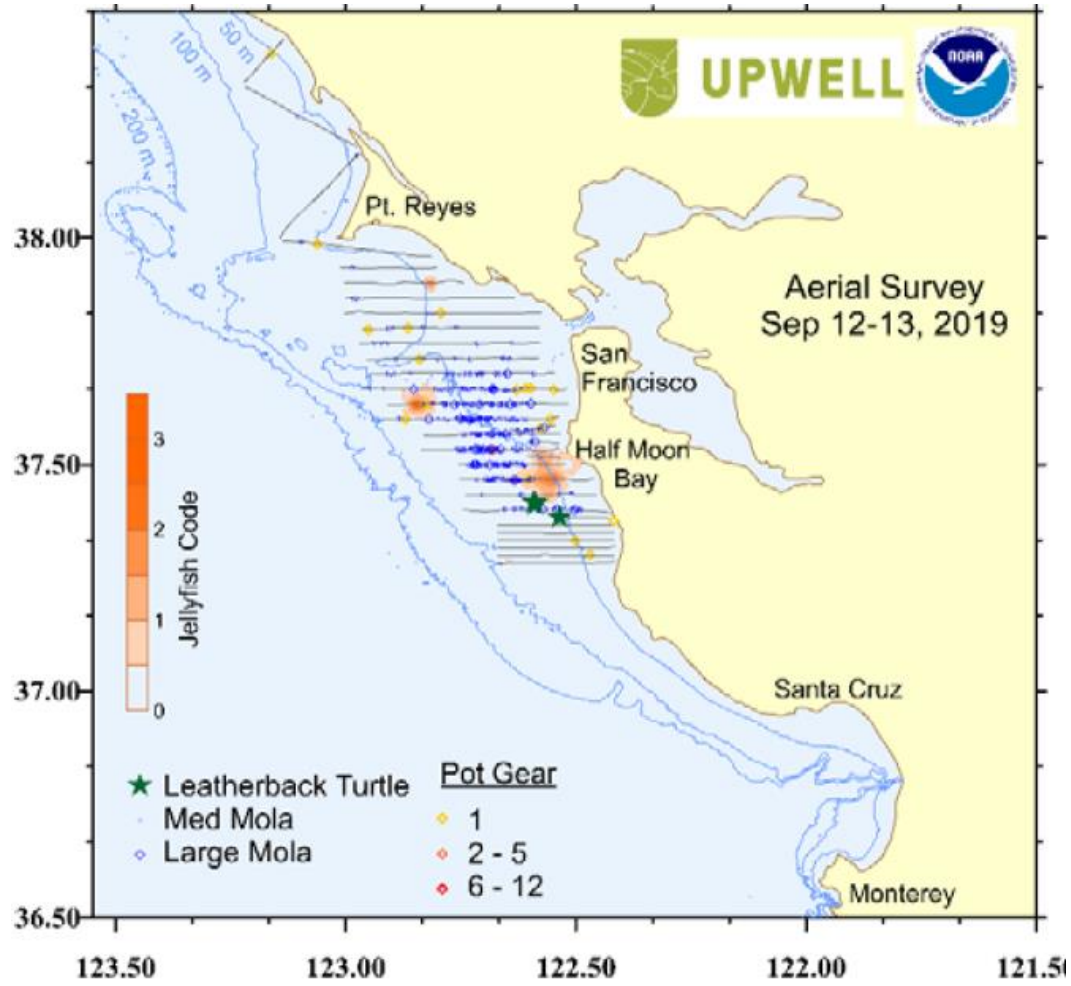 50 m
100 m
200 m
UPWELL
NOAA
Pt. Reyes
38.00
Aerial Survey
Sep 12-13, 2019
San
Francisco
Half Moon
Bay
37.50
3
2
1
0
Jellyfish Code
37.00
Santa Cruz
Leatherback Turtle
Med Mola
Large Mola
Pot Gear
1
2 - 5
6 - 12
Monterey
36.50
123.50
123.00
122.50
122.00
121.50